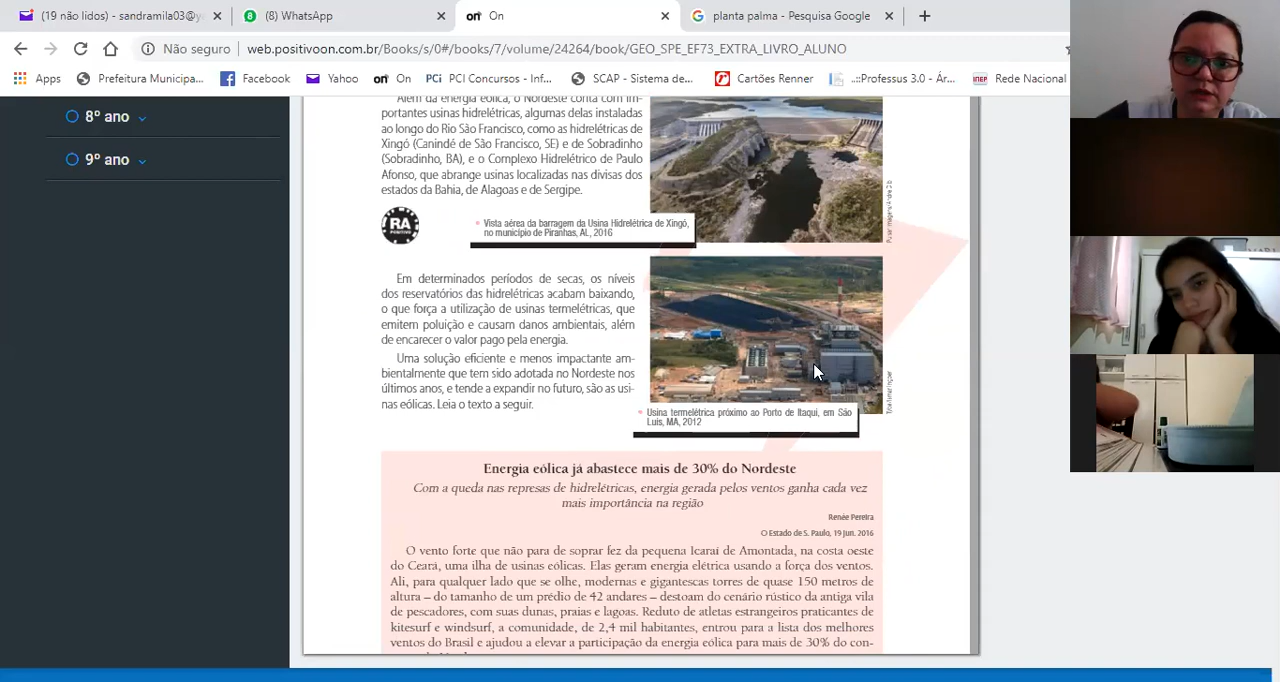 (19 não lidos) - sandramila03@y
(8) WhatsApp
on On
planta palma - Pesquisa Google
Não seguro
web.positivoon.com.br/Books/s/0#/books/7/volume/24264/book/GEO_SPE_EF73_EXTRA_LIVRO_ALUNO
Apps
Prefeitura Municipa...
Facebook
Yahoo
on On
PCi PCI Concursos - Inf...
SCAP - Sistema de...
Cartões Renner
..::Professus 3.0 - Ár...
INEP Rede Nacional
8º ano
9º ano
Além da energia eólica, o Nordeste conta com im-
portantes usinas hidrelétricas, algumas delas instaladas
ao longo do Rio São Francisco, como as hidrelétricas de
Xingó (Canindé de São Francisco, SE) e de Sobradinho
(Sobradinho, BA), e o Complexo Hidrelétrico de Paulo
Afonso, que abrange usinas localizadas nas divisas dos
estados da Bahia, de Alagoas e de Sergipe.
RA
POSITIVO
Vista aérea da barragem da Usina Hidrelétrica de Xingó,
no município de Piranhas, AL, 2016
Em determinados períodos de secas, os níveis
dos reservatórios das hidrelétricas acabam baixando,
o que força a utilização de usinas termelétricas, que
emitem poluição e causam danos ambientais, além
de encarecer o valor pago pela energia.
Uma solução eficiente e menos impactante am-
bientalmente que tem sido adotada no Nordeste nos
últimos anos, e tende a expandir no futuro, são as usi-
nas eólicas. Leia o texto a seguir.
Usina termelétrica próximo ao Porto de Itaqui, em São
Luís, MA, 2012
Energia eólica já abastece mais de 30% do Nordeste
Com a queda nas represas de hidrelétricas, energia gerada pelos ventos ganha cada vez
mais importância na região
Renée Pereira
O Estado de S. Paulo, 19 jun. 2016
O vento forte que não para de soprar fez da pequena Icaraí de Amontada, na costa oeste
do Ceará, uma ilha de usinas eólicas. Elas geram energia elétrica usando a força dos ventos.
Ali, para qualquer lado que se olhe, modernas e gigantescas torres de quase 150 metros de
altura – do tamanho de um prédio de 42 andares – destoam do cenário rústico da antiga vila
de pescadores, com suas dunas, praias e lagoas. Reduto de atletas estrangeiros praticantes de
kitesurf e windsurf, a comunidade, de 2,4 mil habitantes, entrou para a lista dos melhores
ventos do Brasil e ajudou a elevar a participação da energia eólica para mais de 30% do con-